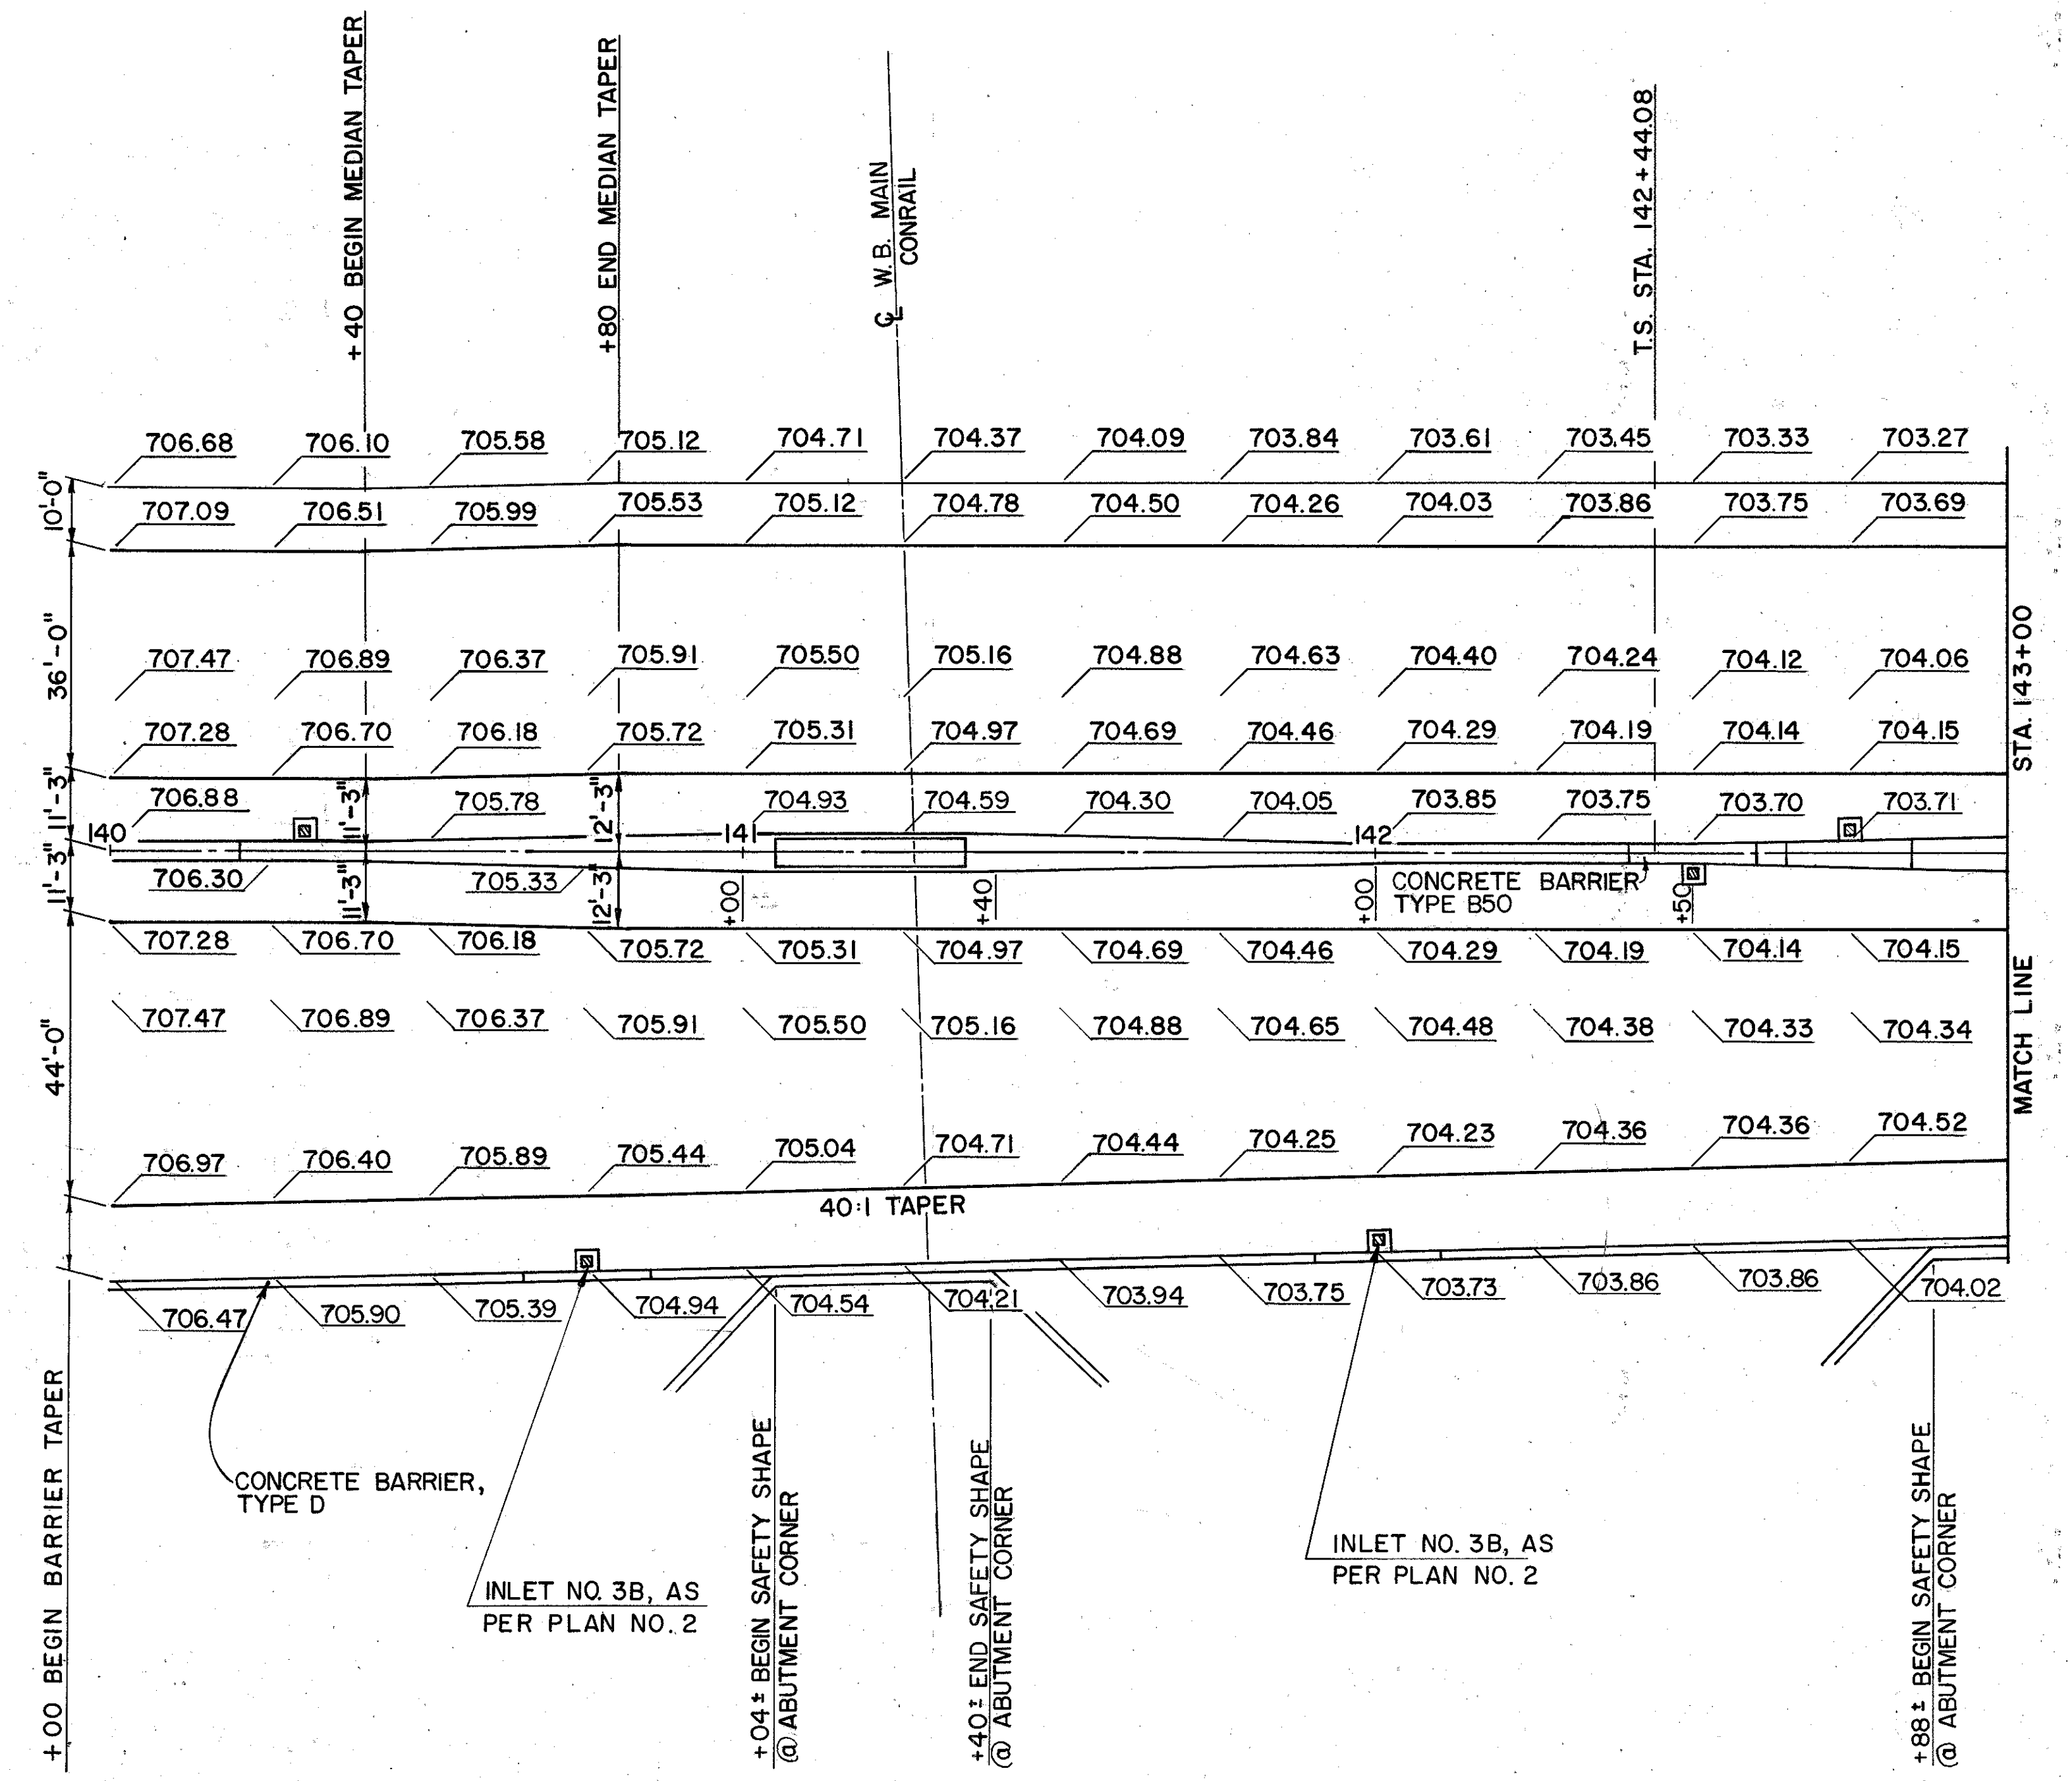 +40 BEGIN MEDIAN TAPER
+80 END MEDIAN TAPER
℄ W.B. MAIN
CONRAIL
T.S. STA. 142+44.08
706.68 706.10 705.58 705.12 704.71 704.37 704.09 703.84 703.61 703.45 703.33 703.27
10'-0"
707.09 706.51 705.99 705.53 705.12 704.78 704.50 704.26 704.03 703.86 703.75 703.69
36'-0"
707.47 706.89 706.37 705.91 705.50 705.16 704.88 704.63 704.40 704.24 704.12 704.06
STA. 143+00
707.28 706.70 706.18 705.72 705.31 704.97 704.69 704.46 704.29 704.19 704.14 704.15
11'-3" 11'-3" 12'-3"
706.88 705.78 704.93 704.59 704.30 704.05 703.85 703.75 703.70 703.71
140 141 142
11'-3" 11'-3" 12'-3"
706.30 705.33
+00 +40 +00 +50
CONCRETE BARRIER
TYPE B50
707.28 706.70 706.18 705.72 705.31 704.97 704.69 704.46 704.29 704.19 704.14 704.15
707.47 706.89 706.37 705.91 705.50 705.16 704.88 704.65 704.48 704.38 704.33 704.34
44'-0"
MATCH LINE
706.97 706.40 705.89 705.44 705.04 704.71 704.44 704.25 704.23 704.36 704.36 704.52
40:1 TAPER
706.47 705.90 705.39 704.94 704.54 704.21 703.94 703.75 703.73 703.86 703.86 704.02
+00 BEGIN BARRIER TAPER
CONCRETE BARRIER,
TYPE D
INLET NO. 3B, AS
PER PLAN NO. 2
+04± BEGIN SAFETY SHAPE
@ ABUTMENT CORNER
+40± END SAFETY SHAPE
@ ABUTMENT CORNER
INLET NO. 3B, AS
PER PLAN NO. 2
+88± BEGIN SAFETY SHAPE
@ ABUTMENT CORNER